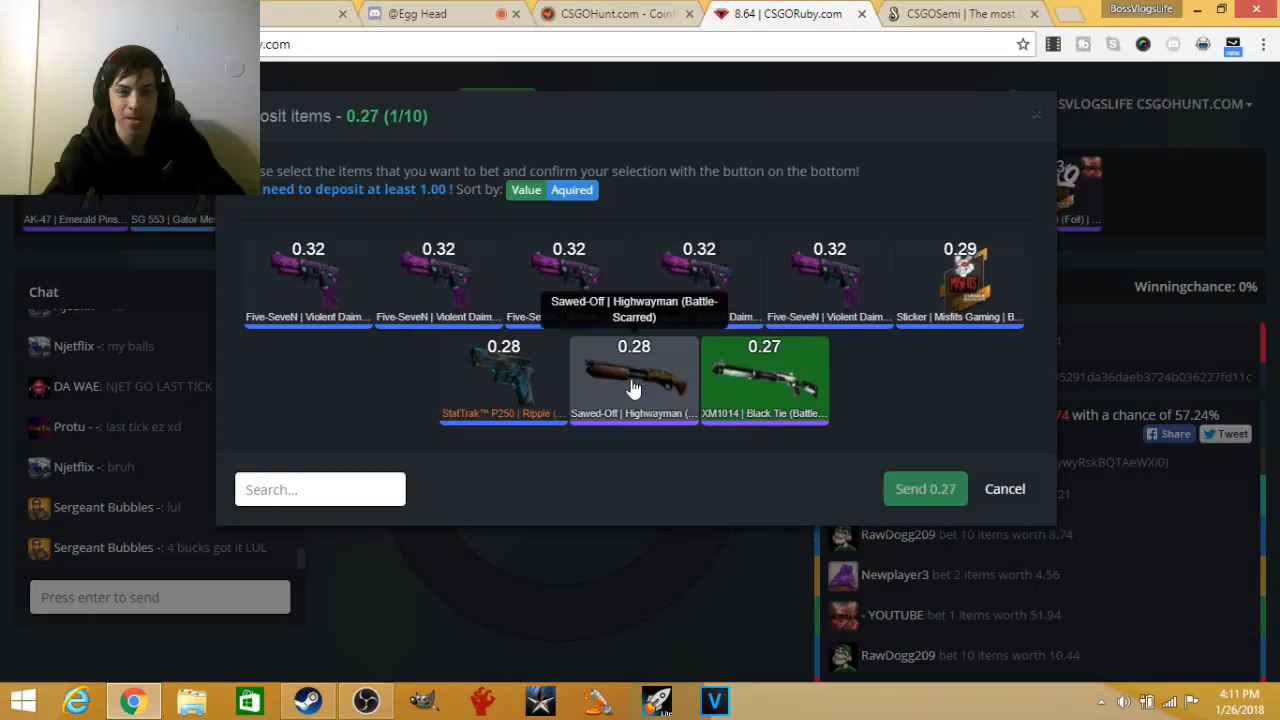 @Egg Head
CSGOHunt.com - Coinf
8.64 | CSGORuby.com
CSGOSemi | The most
BossVlogsLife
y.com
new
osit items - 0.27 (1/10)
SVLOGSLIFE CSGOHUNT.COM
se select the items that you want to bet and confirm your selection with the button on the bottom!
need to deposit at least 1.00 ! Sort by: Value Aquired
AK-47 | Emerald Pins...
SG 553 | Gator Me
(Foil) | ...
0.32
0.32
0.32
0.32
0.32
0.29
Five-SeveN | Violent Daim...
Five-SeveN | Violent Daim...
Five-Se
Daim...
Five-SeveN | Violent Daim...
Sticker | Misfits Gaming | B...
Sawed-Off | Highwayman (Battle-
Scarred)
0.28
0.28
0.27
StatTrak™ P250 | Ripple (...
Sawed-Off | Highwayman (...
XM1014 | Black Tie (Battle...
Search...
Send 0.27
Cancel
Chat
Njetflix -: my balls
DA WAE: NJET GO LAST TICK
Protu - -: last tick ez xd
Njetflix -: bruh
Sergeant Bubbles -: lul
Sergeant Bubbles -: 4 bucks got it LUL
Press enter to send
Winningchance: 0%
5291da36daeb3724b036227fd11c
74 with a chance of 57.24%
Share
Tweet
ywyRskBQTAeWXi0)
21
RawDogg209 bet 10 items worth 8.74
Newplayer3 bet 2 items worth 4.56
- YOUTUBE bet 1 items worth 51.94
RawDogg209 bet 10 items worth 10.44
Lite
V
4:11 PM
1/26/2018